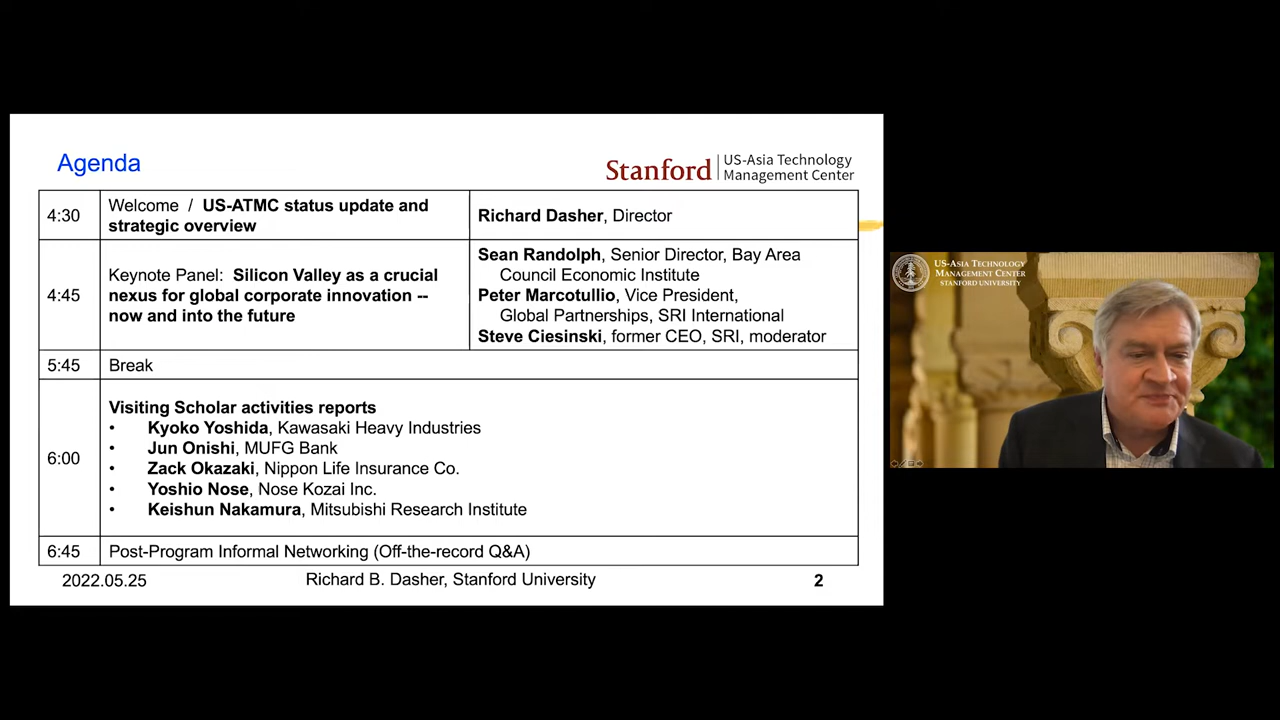 Agenda
Stanford
US-Asia Technology
Management Center
4:30
Welcome / US-ATMC status update and
strategic overview
Richard Dasher, Director
4:45
Keynote Panel: Silicon Valley as a crucial
nexus for global corporate innovation --
now and into the future
Sean Randolph, Senior Director, Bay Area
Council Economic Institute
Peter Marcotullio, Vice President,
Global Partnerships, SRI International
Steve Ciesinski, former CEO, SRI, moderator
5:45
Break
6:00
Visiting Scholar activities reports
• Kyoko Yoshida, Kawasaki Heavy Industries
• Jun Onishi, MUFG Bank
• Zack Okazaki, Nippon Life Insurance Co.
• Yoshio Nose, Nose Kozai Inc.
• Keishun Nakamura, Mitsubishi Research Institute
6:45
Post-Program Informal Networking (Off-the-record Q&A)
2022.05.25
Richard B. Dasher, Stanford University
2
US-ASIA TECHNOLOGY
MANAGEMENT CENTER
STANFORD UNIVERSITY